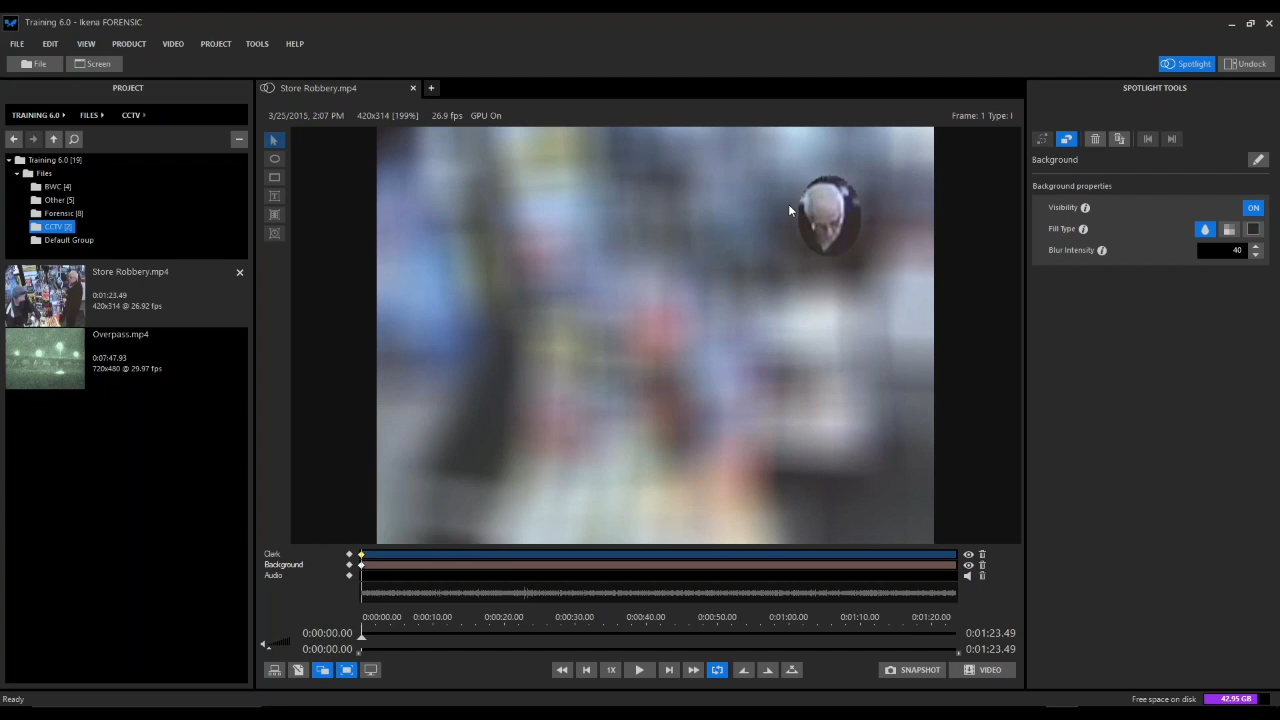 Training 6.0 - Ikena FORENSIC
FILE EDIT VIEW PRODUCT VIDEO PROJECT TOOLS HELP
File Screen Spotlight Undock
PROJECT
TRAINING 6.0 FILES CCTV
Training 6.0 [19]
Files
BWC [4]
Other [5]
Forensic [8]
CCTV [2]
Default Group
Store Robbery.mp4
0:01:23.49
420x314 @ 26.92 fps
Overpass.mp4
0:07:47.93
720x480 @ 29.97 fps
Store Robbery.mp4
3/25/2015, 2:07 PM 420x314 [199%] 26.9 fps GPU On Frame: 1 Type: I
Clerk
Background
Audio
0:00:00.00 0:00:10.00 0:00:20.00 0:00:30.00 0:00:40.00 0:00:50.00 0:01:00.00 0:01:10.00 0:01:20.00
0:00:00.00 0:01:23.49
0:00:00.00 0:01:23.49
1X SNAPSHOT VIDEO
SPOTLIGHT TOOLS
Background
Background properties
Visibility ON
Fill Type
Blur Intensity 40
Ready Free space on disk 42.95 GB